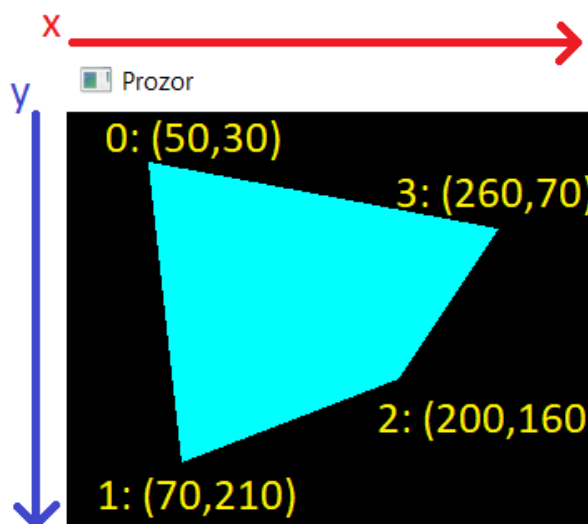 x
Prozor
y
0: (50,30)
3: (260,70)
2: (200,160
1: (70,210)